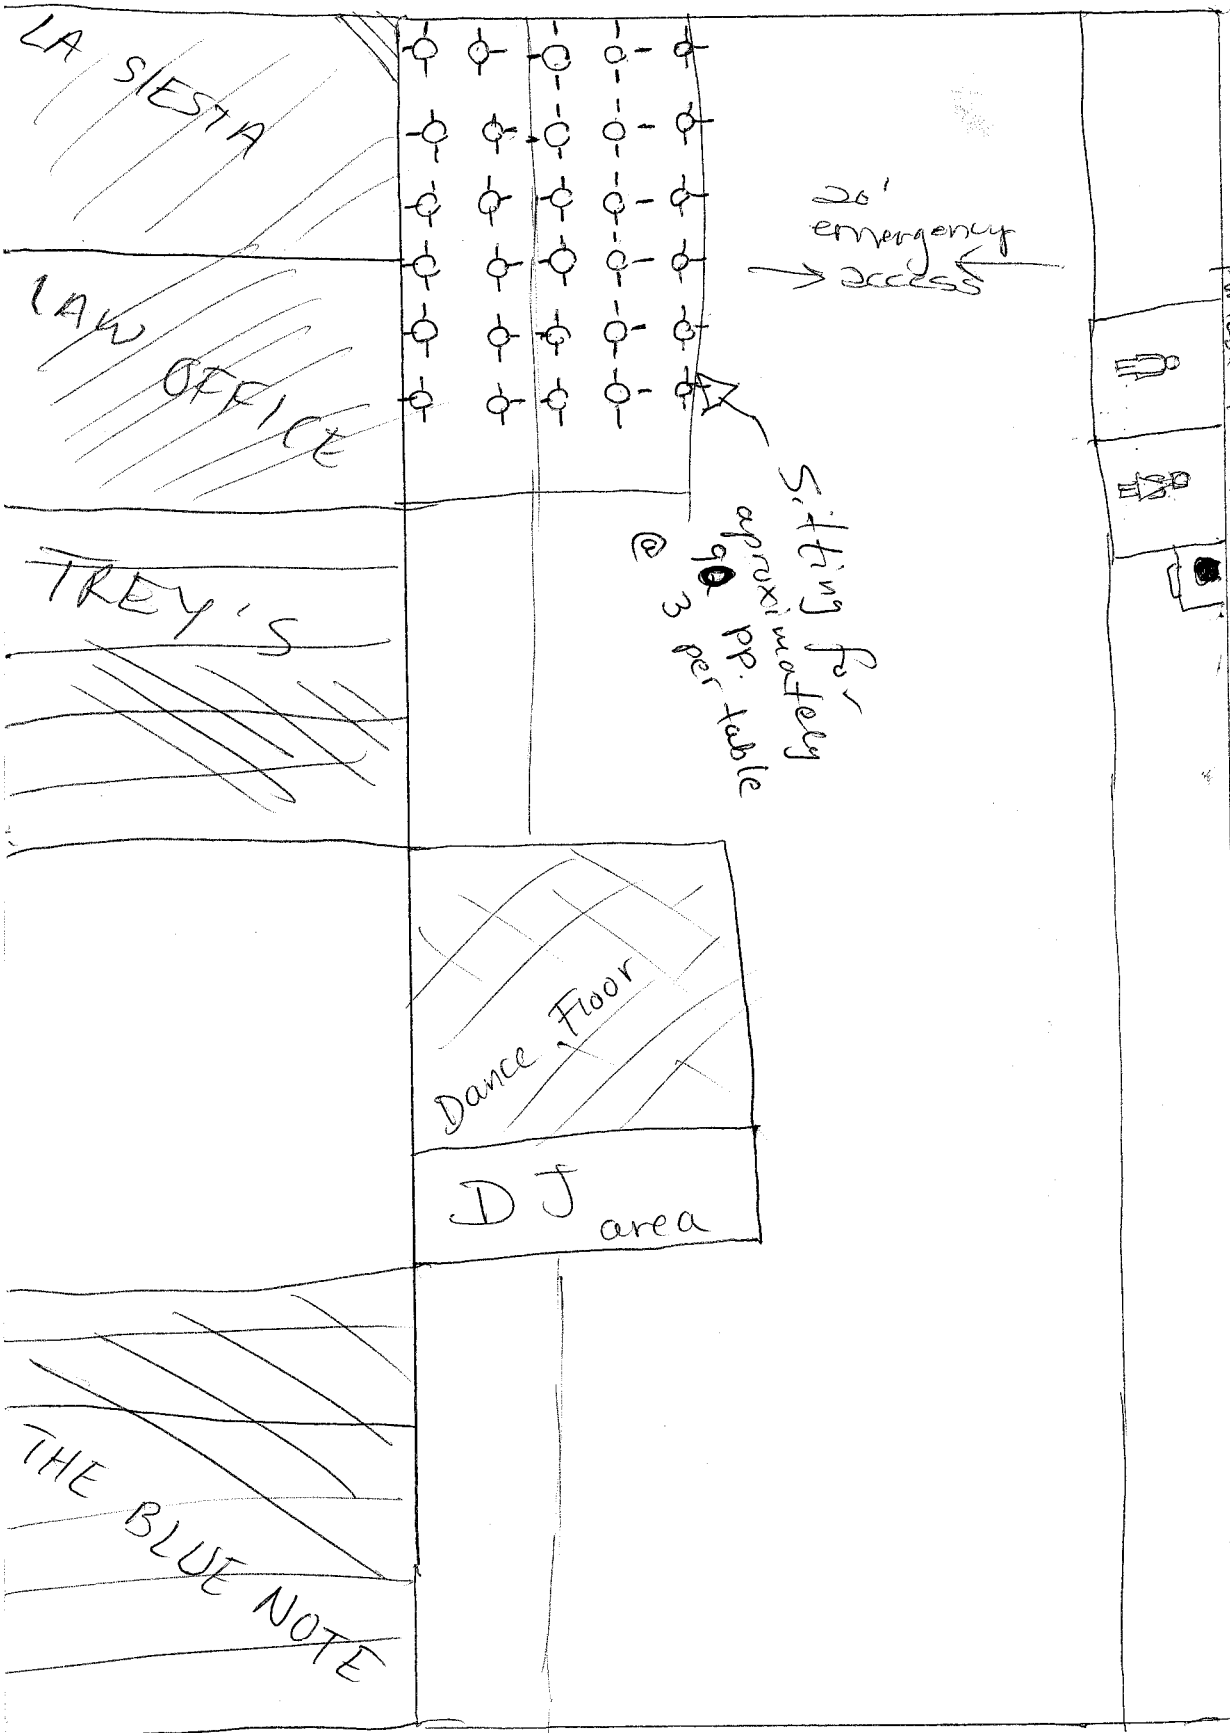 LA SIESTA
20'
emergency
access
LAW
OFFICE
Sitting for
aproximately
90 PP.
@ 3 per table
TREY'S
Dance Floor
DJ area
THE BLUE NOTE